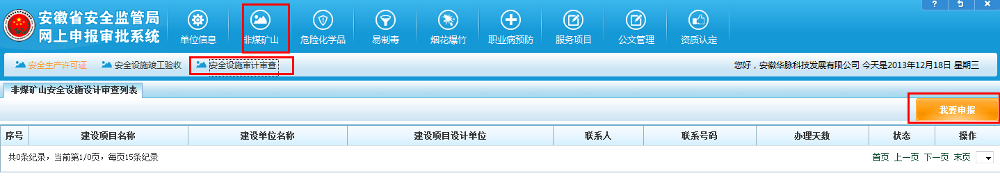 安徽省安全监管局
网上申报审批系统
单位信息
非煤矿山
危险化学品
易制毒
烟花爆竹
职业病预防
服务项目
公文管理
资质认定
?
安全生产许可证
安全设施竣工验收
安全设施审计审查
您好，安徽华脉科技发展有限公司 今天是2013年12月18日 星期三
非煤矿山安全设施设计审查列表
我要申报
序号 建设项目名称 建设单位名称 建设项目设计单位 联系人 联系号码 办理天数 状态 操作
共0条纪录，当前第1/0页，每页15条纪录
首页 上一页 下一页 末页